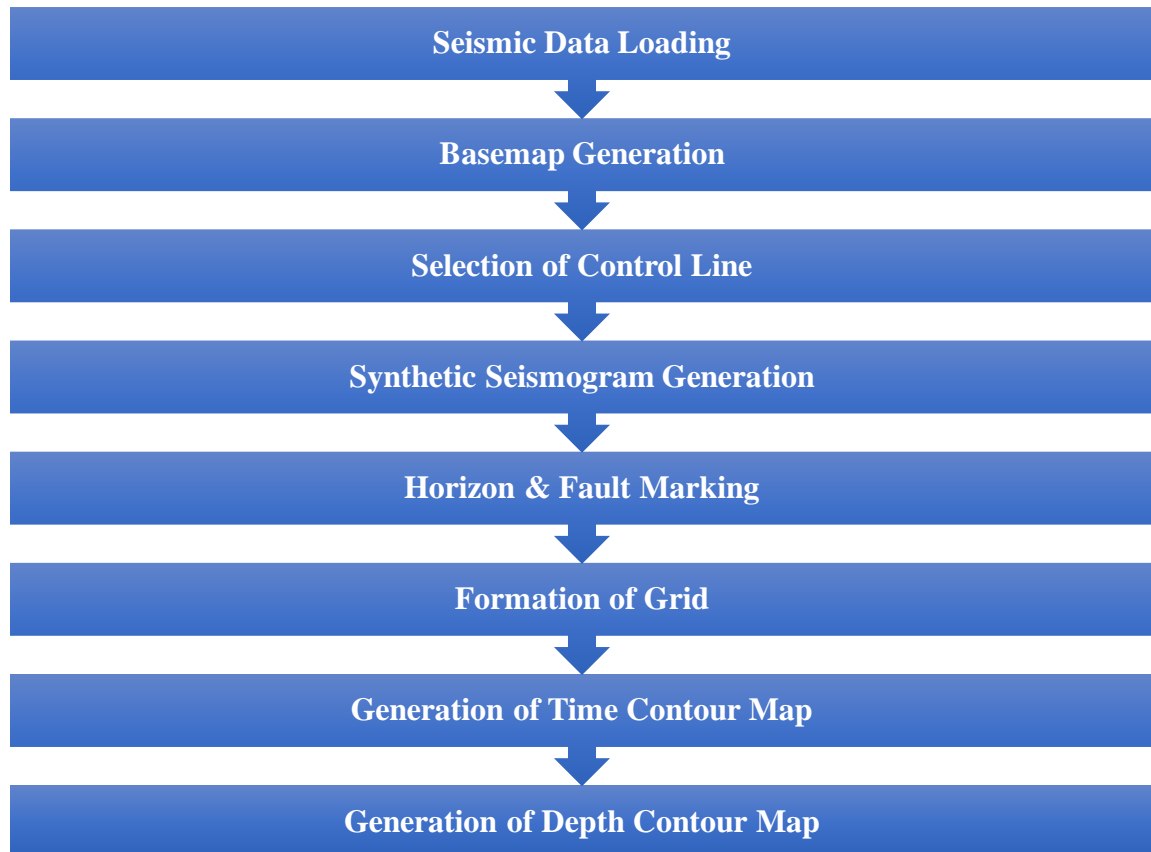 Seismic Data Loading
Basemap Generation
Selection of Control Line
Synthetic Seismogram Generation
Horizon & Fault Marking
Formation of Grid
Generation of Time Contour Map
Generation of Depth Contour Map